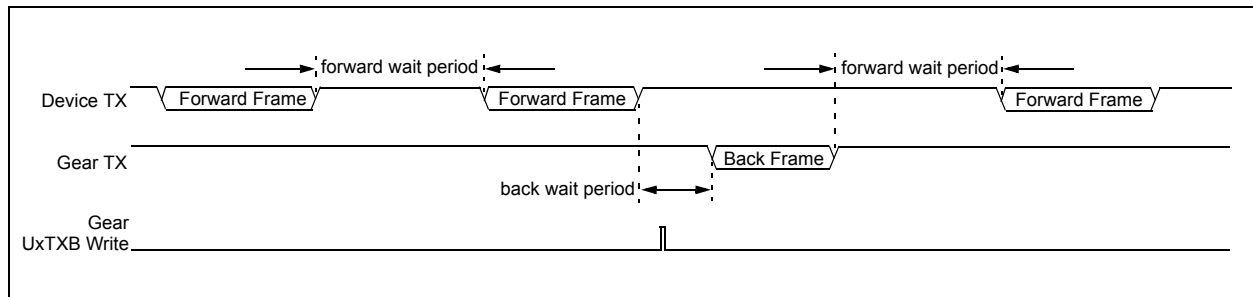 forward wait period
forward wait period
Device TX
Forward Frame
Forward Frame
Forward Frame
Gear TX
Back Frame
back wait period
Gear
UxTXB Write